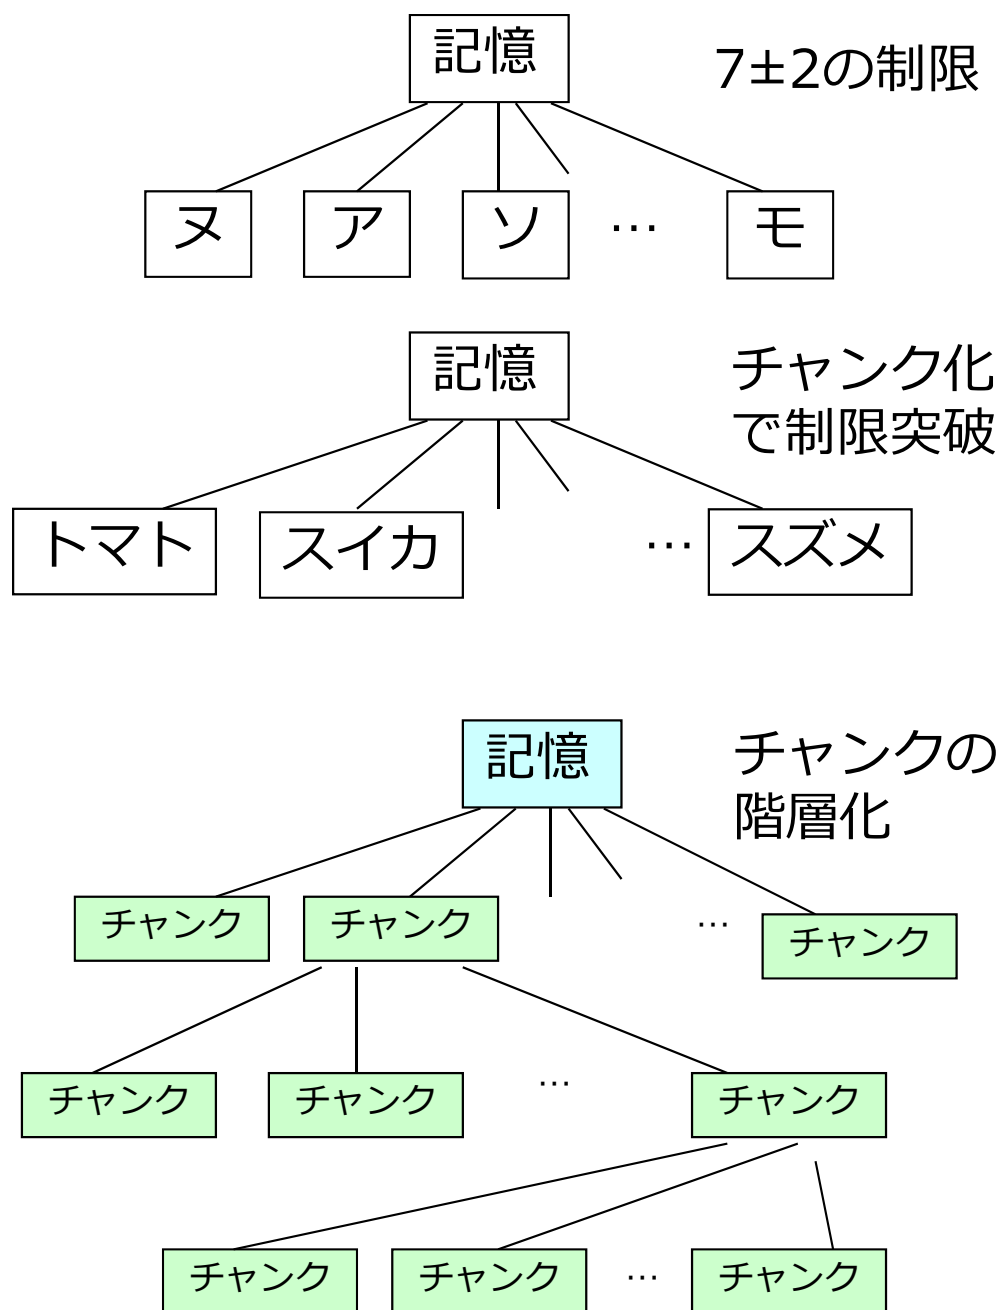 記憶
7±2の制限
ヌ ア ソ … モ
記憶
チャンク化
で制限突破
トマト スイカ … スズメ
記憶
チャンクの
階層化
チャンク チャンク … チャンク
チャンク チャンク … チャンク
チャンク チャンク … チャンク